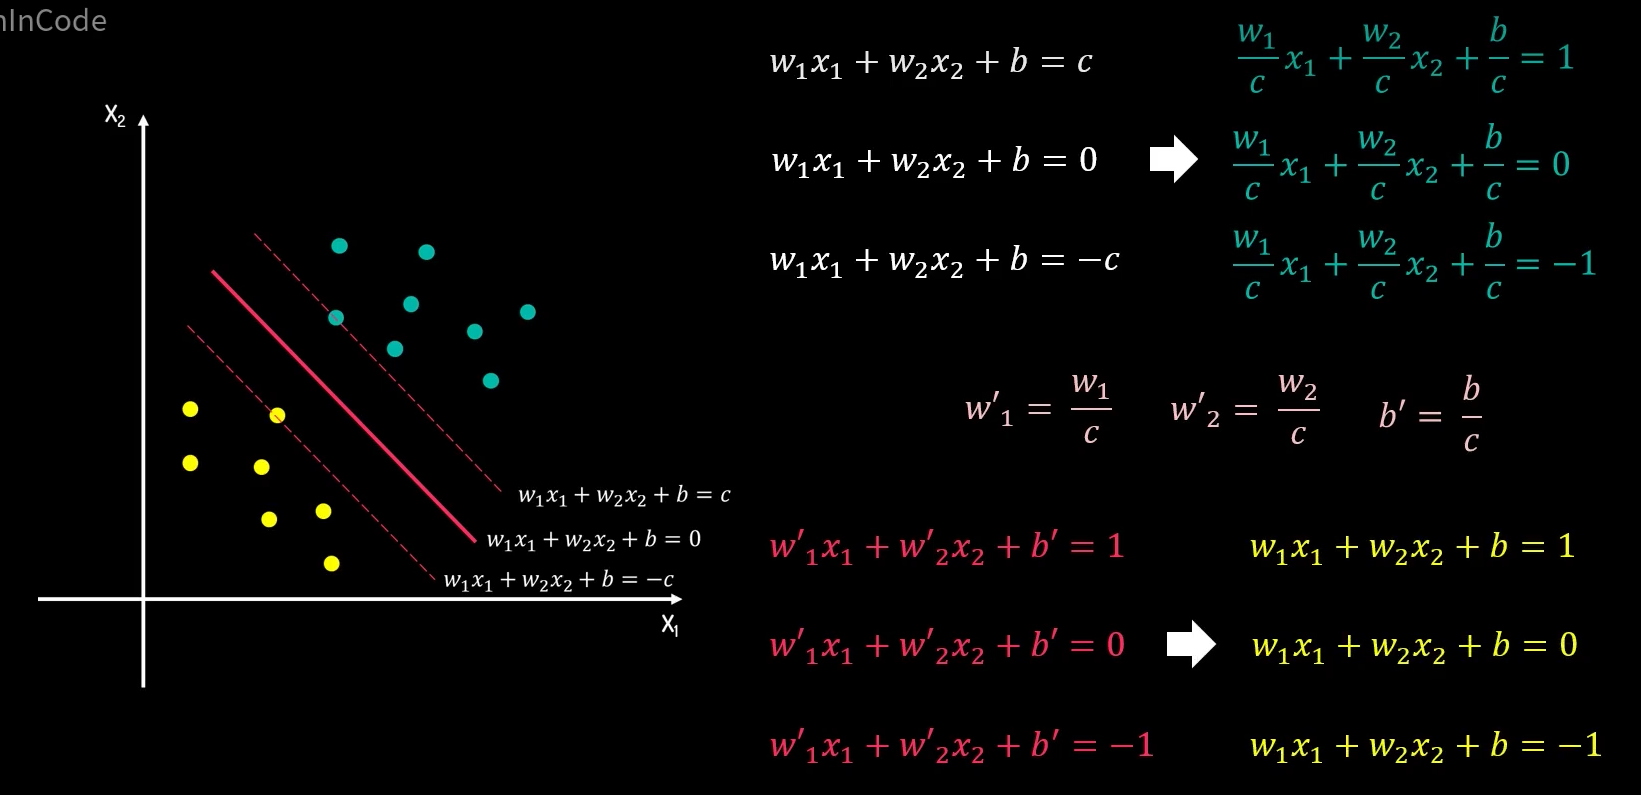 nInCode
X₂
w₁x₁ + w₂x₂ + b = c
w₁x₁ + w₂x₂ + b = 0
w₁x₁ + w₂x₂ + b = −c
X₁
w₁x₁ + w₂x₂ + b = c
w₁x₁ + w₂x₂ + b = 0
w₁x₁ + w₂x₂ + b = −c
w₁/c x₁ + w₂/c x₂ + b/c = 1
w₁/c x₁ + w₂/c x₂ + b/c = 0
w₁/c x₁ + w₂/c x₂ + b/c = −1
w'₁ = w₁/c w'₂ = w₂/c b' = b/c
w'₁x₁ + w'₂x₂ + b' = 1
w'₁x₁ + w'₂x₂ + b' = 0
w'₁x₁ + w'₂x₂ + b' = −1
w₁x₁ + w₂x₂ + b = 1
w₁x₁ + w₂x₂ + b = 0
w₁x₁ + w₂x₂ + b = −1